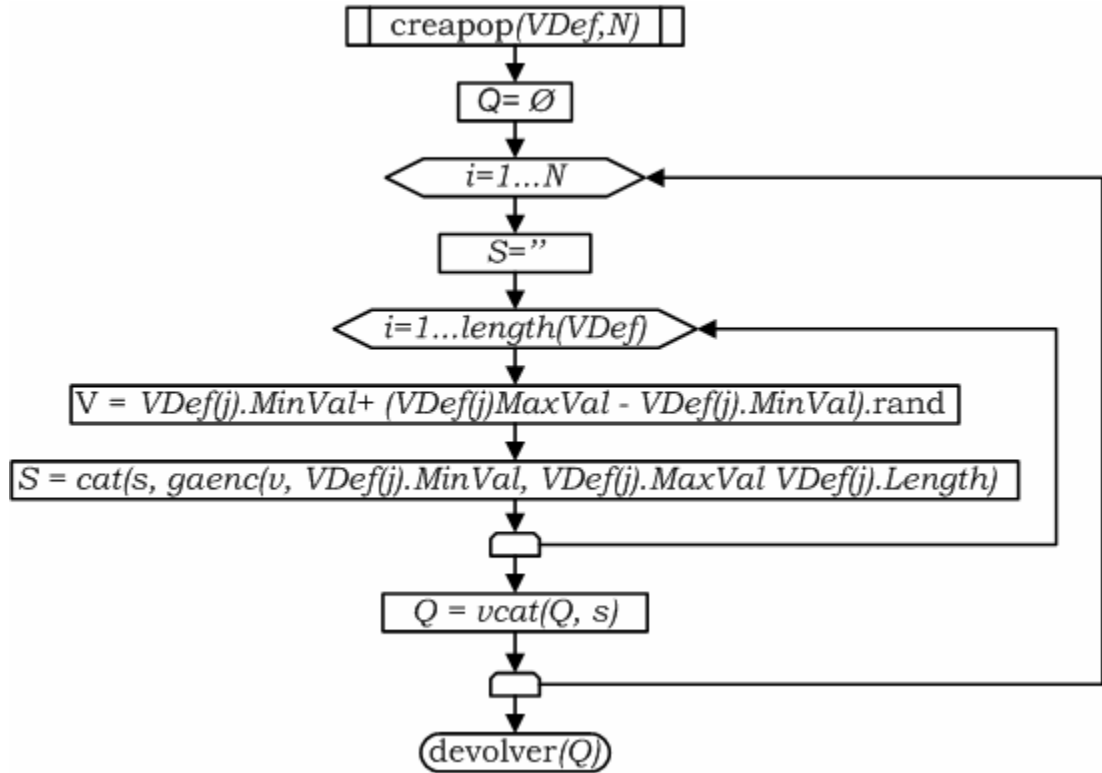 creapop(VDef,N)
Q= Ø
i=1...N
S=”
i=1...length(VDef)
V = VDef(j).MinVal+ (VDef(j)MaxVal - VDef(j).MinVal).rand
S = cat(s, gaenc(v, VDef(j).MinVal, VDef(j).MaxVal VDef(j).Length)
Q = vcat(Q, s)
devolver(Q)